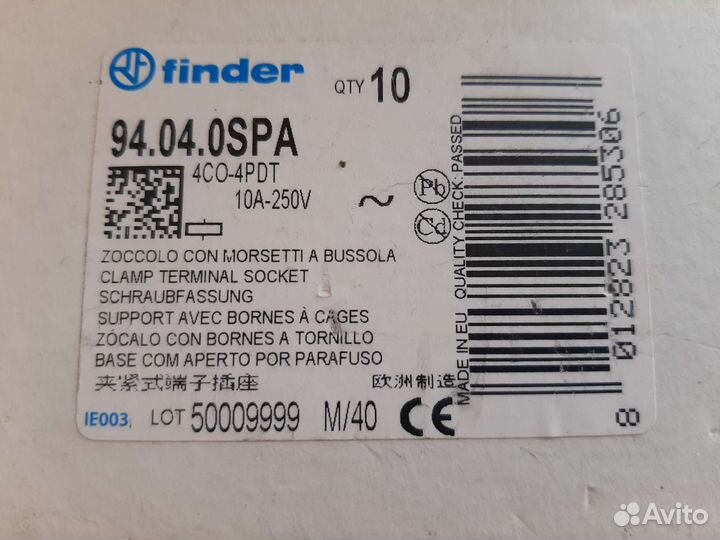 finder
QTY 10
94.04.0SPA
4CO-4PDT
10A-250V ~
ZOCCOLO CON MORSETTI A BUSSOLA
CLAMP TERMINAL SOCKET
SCHRAUBFASSUNG
SUPPORT AVEC BORNES À CAGES
ZÓCALO CON BORNES A TORNILLO
BASE COM APERTO POR PARAFUSO
夹紧式端子插座 欧洲制造
IE003 LOT 50009999 M/40 CE
MADE IN EU QUALITY CHECK: PASSED
Pb
Cd
8 012823 285306
Avito